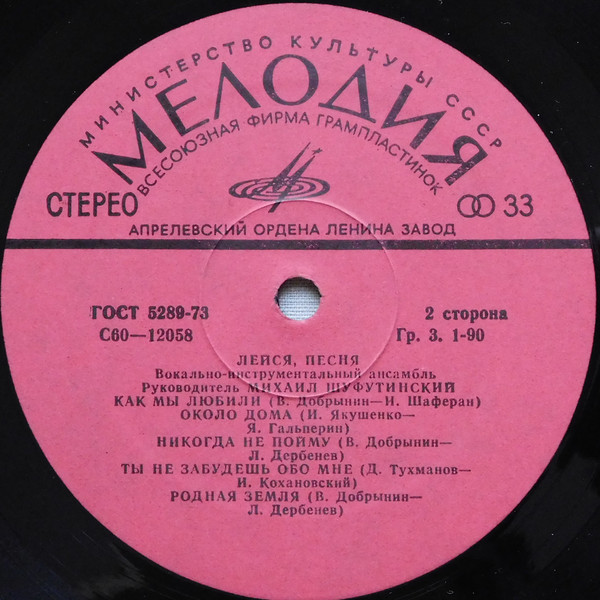 МИНИСТЕРСТВО КУЛЬТУРЫ СССР
МЕЛОДИЯ
ВСЕСОЮЗНАЯ ФИРМА ГРАМПЛАСТИНОК
СТЕРЕО
33
АПРЕЛЕВСКИЙ ОРДЕНА ЛЕНИНА ЗАВОД
ГОСТ 5289-73
2 сторона
С60—12058
Гр. 3. 1-90
ЛЕЙСЯ, ПЕСНЯ
Вокально-инструментальный ансамбль
Руководитель МИХАИЛ ШУФУТИНСКИЙ
КАК МЫ ЛЮБИЛИ (В. Добрынин—И. Шаферан)
ОКОЛО ДОМА (И. Якушенко—
Я. Гальперин)
НИКОГДА НЕ ПОЙМУ (В. Добрынин—
Л. Дербенев)
ТЫ НЕ ЗАБУДЕШЬ ОБО МНЕ (Д. Тухманов—
И. Кохановский)
РОДНАЯ ЗЕМЛЯ (В. Добрынин—
Л. Дербенев)